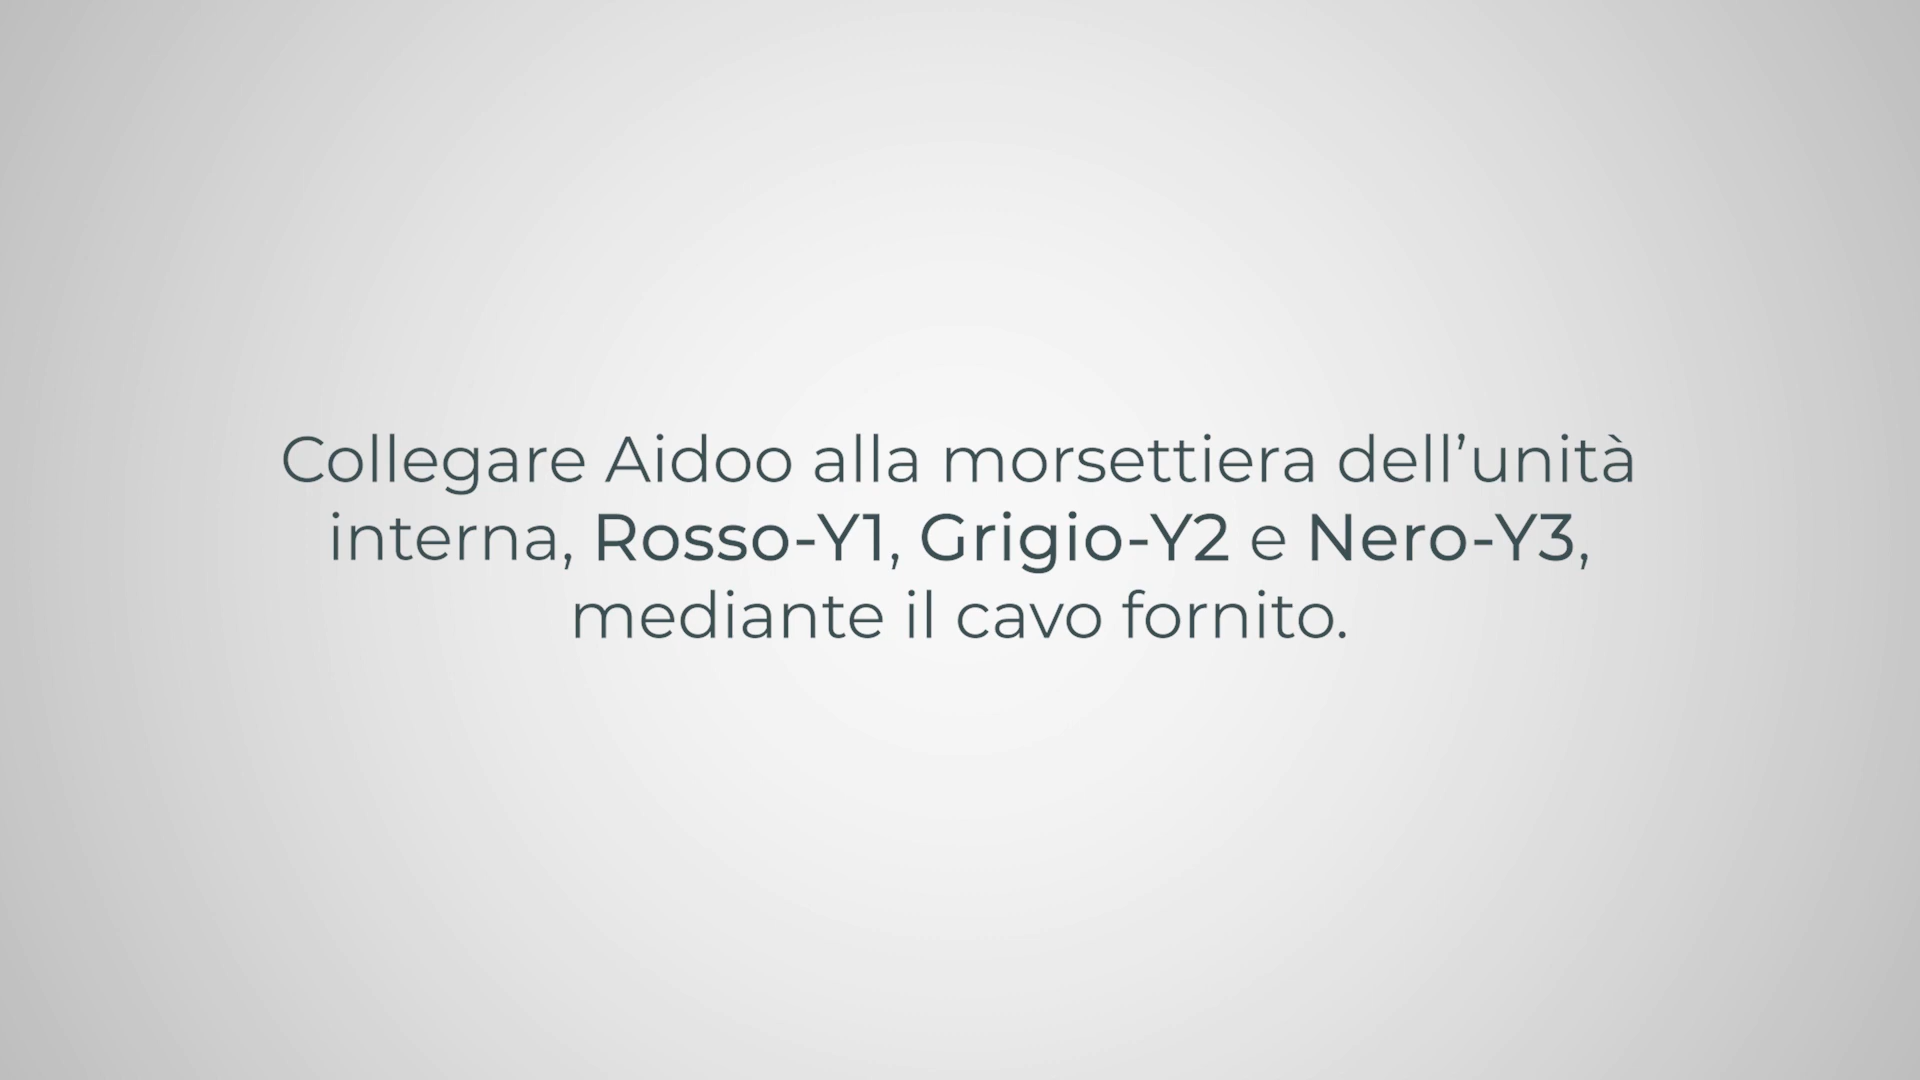 Collegare Aidoo alla morsettiera dell’unità
interna, Rosso-Y1, Grigio-Y2 e Nero-Y3,
mediante il cavo fornito.